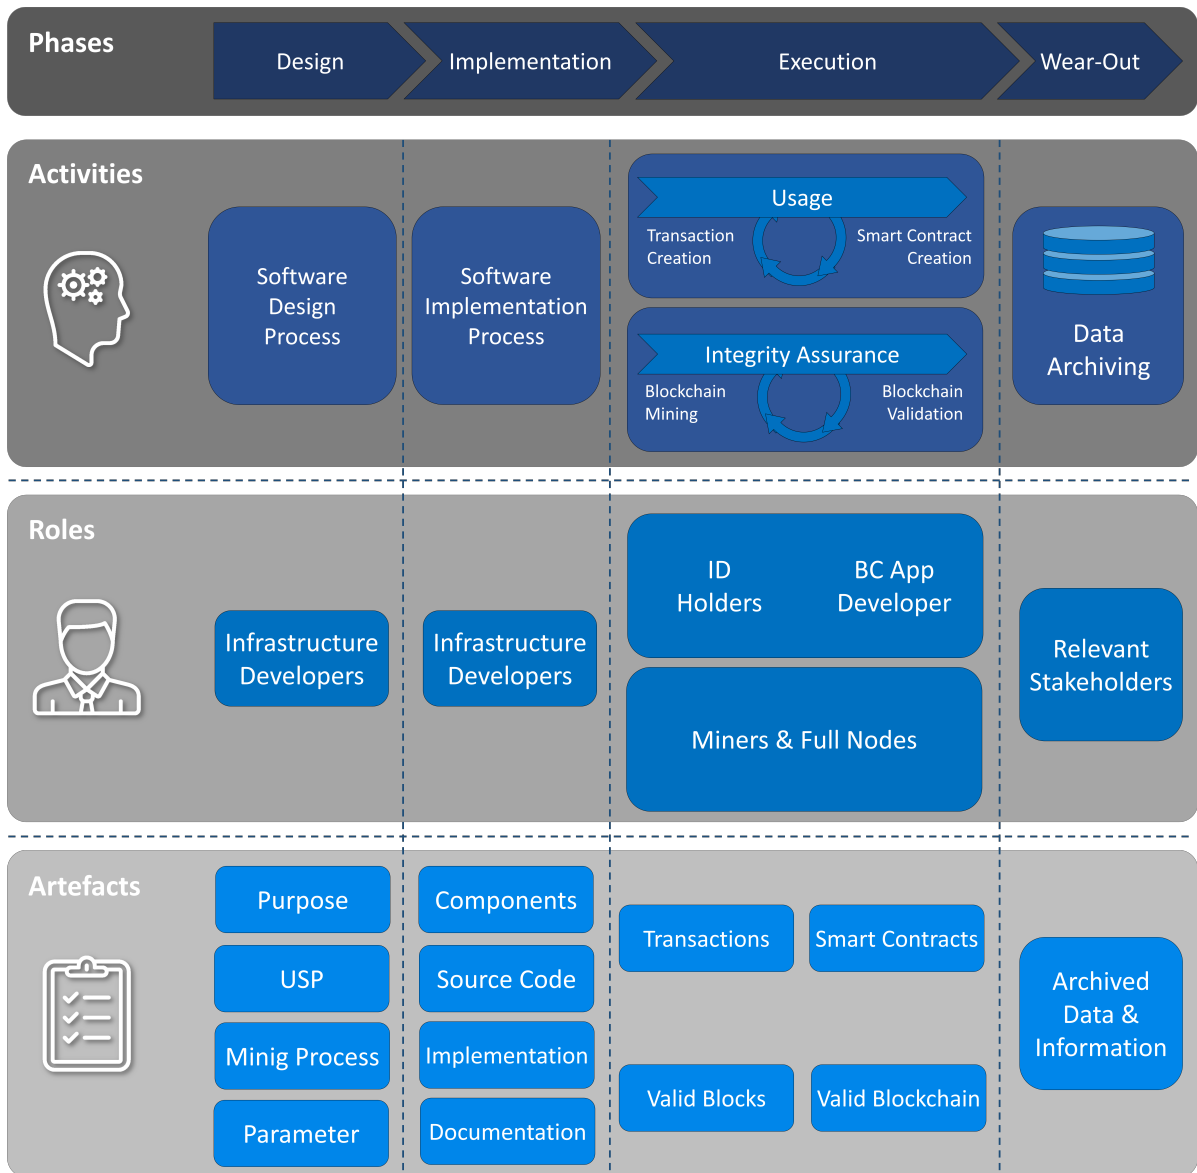 Phases
Design
Implementation
Execution
Wear-Out
Activities
Software
Design
Process
Software
Implementation
Process
Usage
Transaction
Creation
Smart Contract
Creation
Integrity Assurance
Blockchain
Mining
Blockchain
Validation
Data
Archiving
Roles
Infrastructure
Developers
Infrastructure
Developers
ID
Holders
BC App
Developer
Miners & Full Nodes
Relevant
Stakeholders
Artefacts
Purpose
USP
Minig Process
Parameter
Components
Source Code
Implementation
Documentation
Transactions
Smart Contracts
Valid Blocks
Valid Blockchain
Archived
Data &
Information